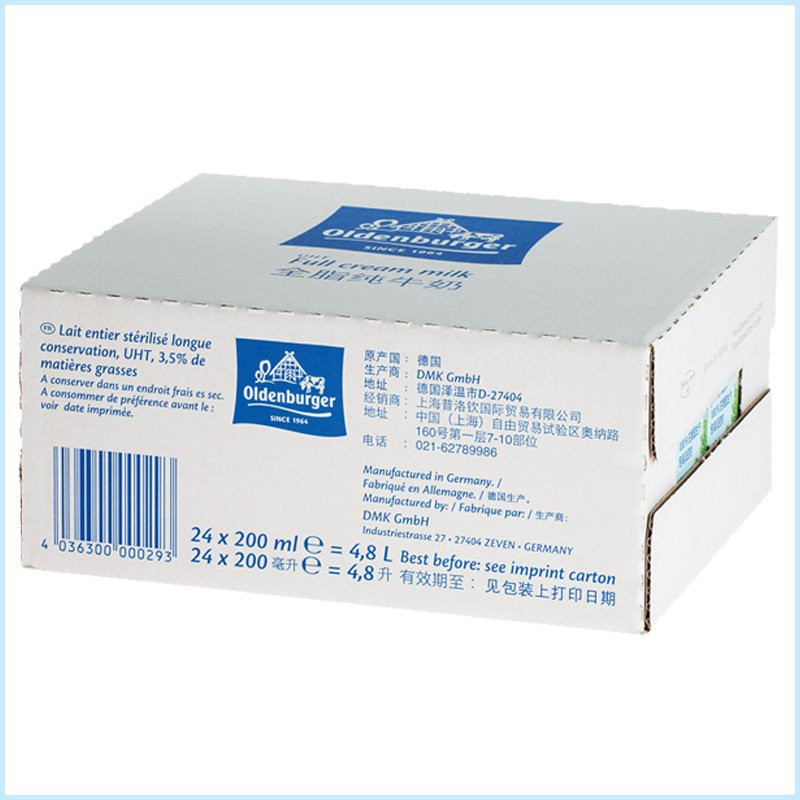 Oldenburger
SINCE 1964
UHT
Full cream milk
全脂纯牛奶
FR Lait entier stérilisé longue
conservation, UHT, 3,5% de
matières grasses
A conserver dans un endroit frais es sec.
A consommer de préférence avant le :
voir date imprimée.
Oldenburger
SINCE 1964
原产国： 德国
生产商： DMK GmbH
地址 ： 德国泽温市D-27404
经销商： 上海普洛钦国际贸易有限公司
地址 ： 中国（上海）自由贸易试验区奥纳路
160号第一层7-10部位
电话 ： 021-62789986
Manufactured in Germany. /
Fabriqué en Allemagne. / 德国生产。
Manufactured by: / Fabrique par: / 生产商:
DMK GmbH
Industriestrasse 27 · 27404 ZEVEN · GERMANY
4 036300 000293
24 x 200 ml e = 4,8 L Best before: see imprint carton
24 x 200 毫升 e = 4,8 升 有效期至： 见包装上打印日期